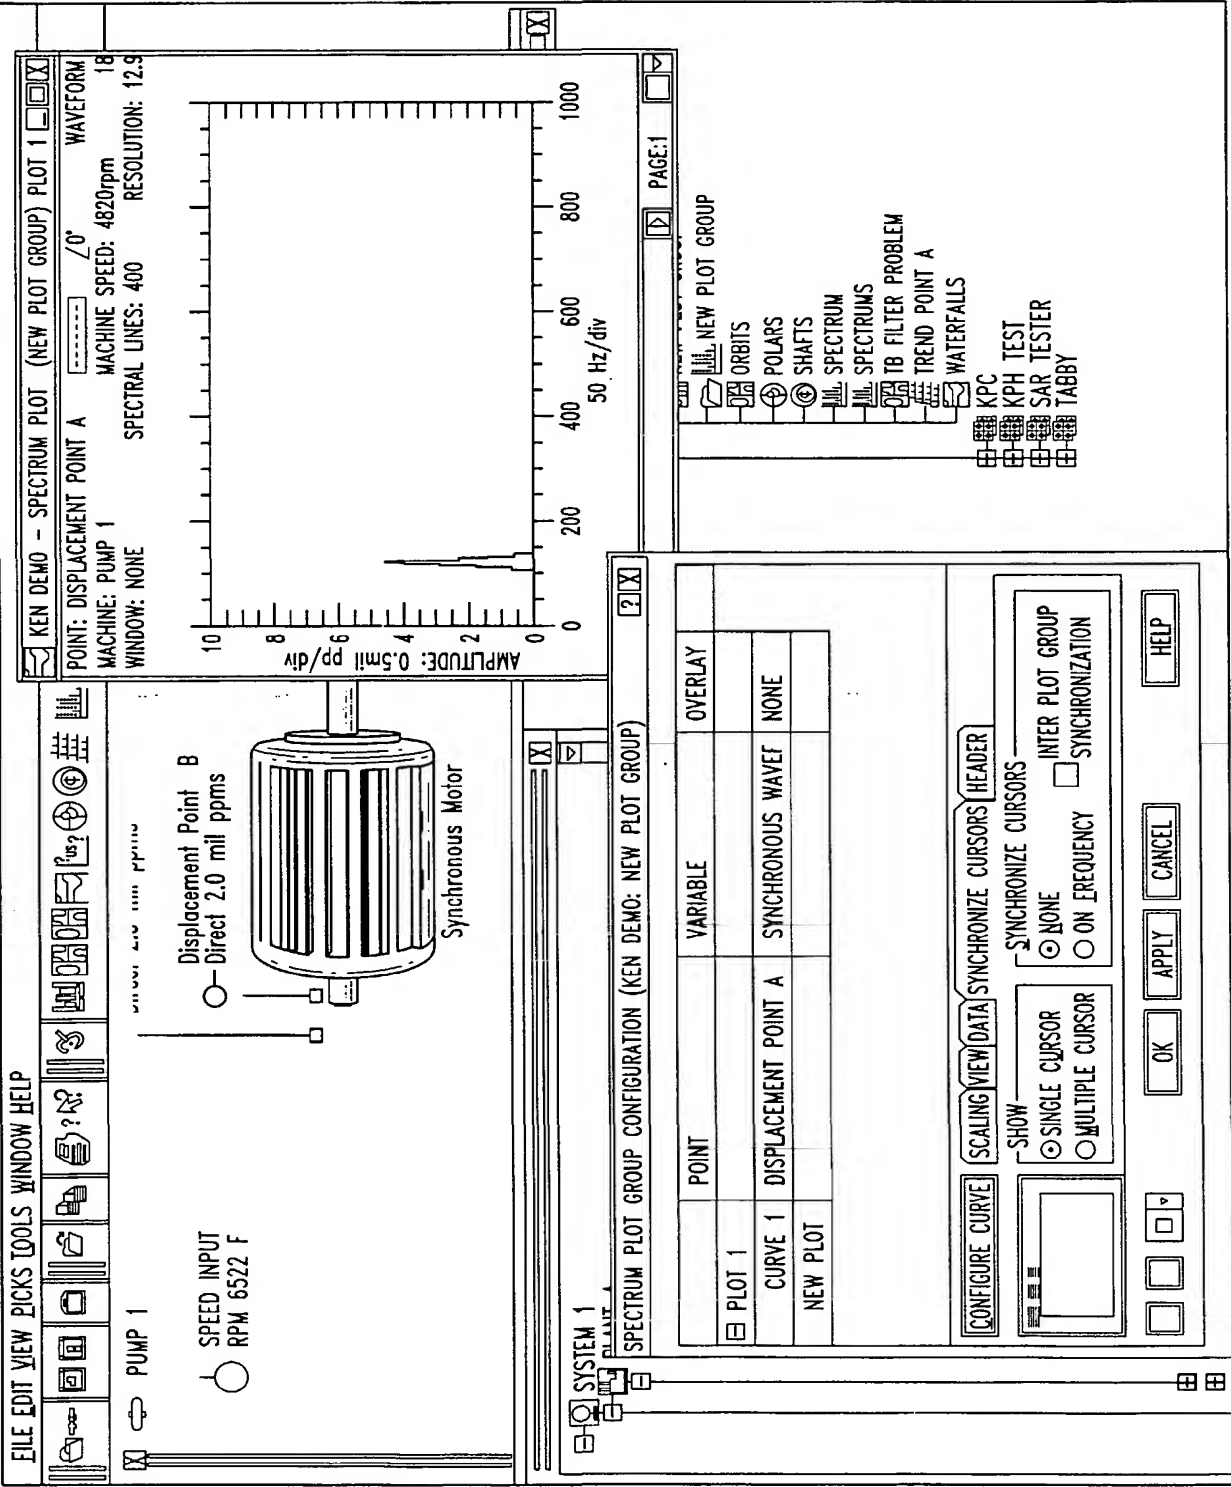 FILE EDIT VIEW PICKS TOOLS WINDOW HELP
PUMP 1
SPEED INPUT
RPM 6522 F
Displacement Point B
Direct 2.0 mil ppms
Synchronous Motor
KEN DEMO - SPECTRUM PLOT (NEW PLOT GROUP) PLOT 1
POINT: DISPLACEMENT POINT A /0° WAVEFORM
MACHINE: PUMP 1 MACHINE SPEED: 4820rpm 18
WINDOW: NONE SPECTRAL LINES: 400 RESOLUTION: 12.9
AMPLITUDE: 0.5mil pp/div
10
8
6
4
2
0
0 200 400 600 800 1000
50 Hz/div
PAGE:1
SYSTEM 1
NEW PLOT GROUP
ORBITS
POLARS
SHAFTS
SPECTRUM
SPECTRUMS
TB FILTER PROBLEM
TREND POINT A
WATERFALLS
KPC
KPH TEST
SAR TESTER
TABBY
SPECTRUM PLOT GROUP CONFIGURATION (KEN DEMO: NEW PLOT GROUP)
POINT VARIABLE OVERLAY
PLOT 1
CURVE 1 DISPLACEMENT POINT A SYNCHRONOUS WAVEF NONE
NEW PLOT
CONFIGURE CURVE SCALING VIEW DATA SYNCHRONIZE CURSORS HEADER
SHOW
SINGLE CURSOR
MULTIPLE CURSOR
SYNCHRONIZE CURSORS
NONE
ON FREQUENCY
INTER PLOT GROUP
SYNCHRONIZATION
OK APPLY CANCEL HELP